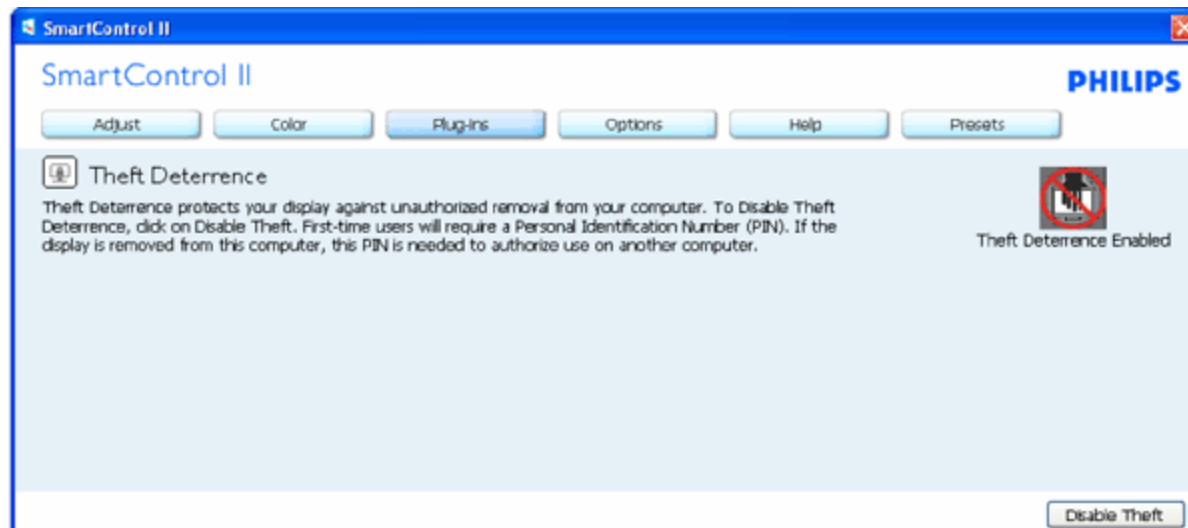 SmartControl II
SmartControl II
PHILIPS
Adjust Color Plug-Ins Options Help Presets
Theft Deterrence
Theft Deterrence protects your display against unauthorized removal from your computer. To Disable Theft
Deterrence, click on Disable Theft. First-time users will require a Personal Identification Number (PIN). If the
display is removed from this computer, this PIN is needed to authorize use on another computer.
Theft Deterrence Enabled
Disable Theft